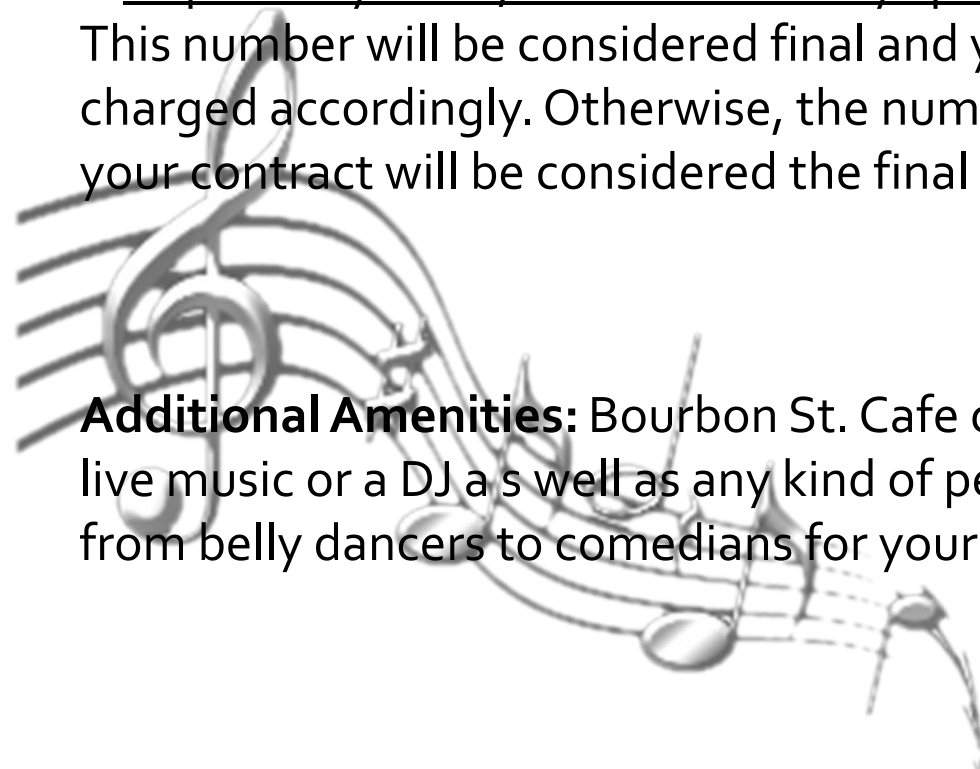 This number will be considered final and
charged accordingly. Otherwise, the num
your contract will be considered the final
Additional Amenities: Bourbon St. Cafe
live music or a DJ a s well as any kind of pe
from belly dancers to comedians for your